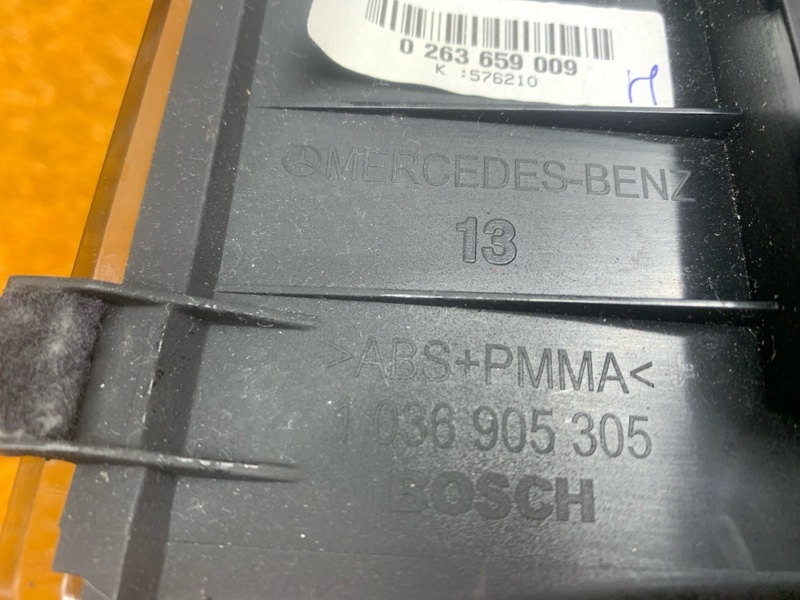 0 263 659 009
K :576210
MERCEDES-BENZ
13
>ABS+PMMA<
1 036 905 305
BOSCH